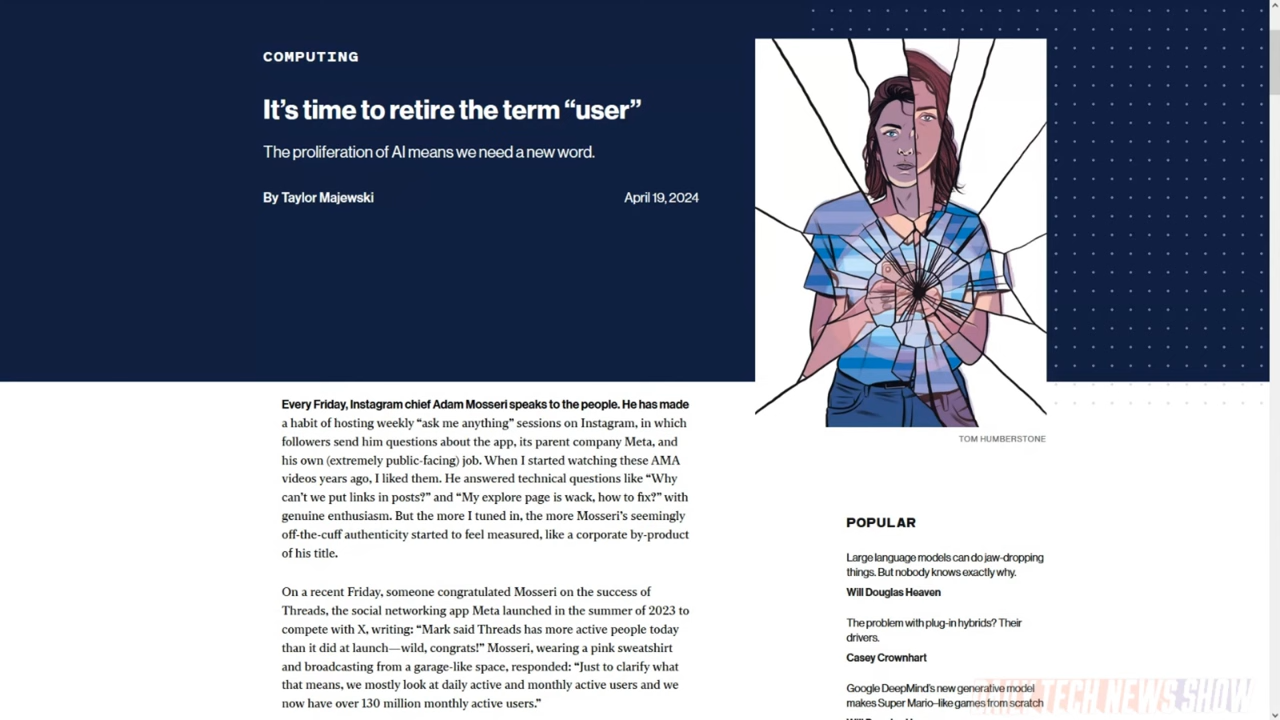 COMPUTING
It’s time to retire the term “user”
The proliferation of AI means we need a new word.
By Taylor Majewski
April 19, 2024
TOM HUMBERSTONE
Every Friday, Instagram chief Adam Mosseri speaks to the people. He has made
a habit of hosting weekly “ask me anything” sessions on Instagram, in which
followers send him questions about the app, its parent company Meta, and
his own (extremely public-facing) job. When I started watching these AMA
videos years ago, I liked them. He answered technical questions like “Why
can’t we put links in posts?” and “My explore page is wack, how to fix?” with
genuine enthusiasm. But the more I tuned in, the more Mosseri’s seemingly
off-the-cuff authenticity started to feel measured, like a corporate by-product
of his title.
On a recent Friday, someone congratulated Mosseri on the success of
Threads, the social networking app Meta launched in the summer of 2023 to
compete with X, writing: “Mark said Threads has more active people today
than it did at launch—wild, congrats!” Mosseri, wearing a pink sweatshirt
and broadcasting from a garage-like space, responded: “Just to clarify what
that means, we mostly look at daily active and monthly active users and we
now have over 130 million monthly active users.”
POPULAR
Large language models can do jaw-dropping
things. But nobody knows exactly why.
Will Douglas Heaven
The problem with plug-in hybrids? Their
drivers.
Casey Crownhart
Google DeepMind’s new generative model
makes Super Mario–like games from scratch
DAILY TECH NEWS SHOW